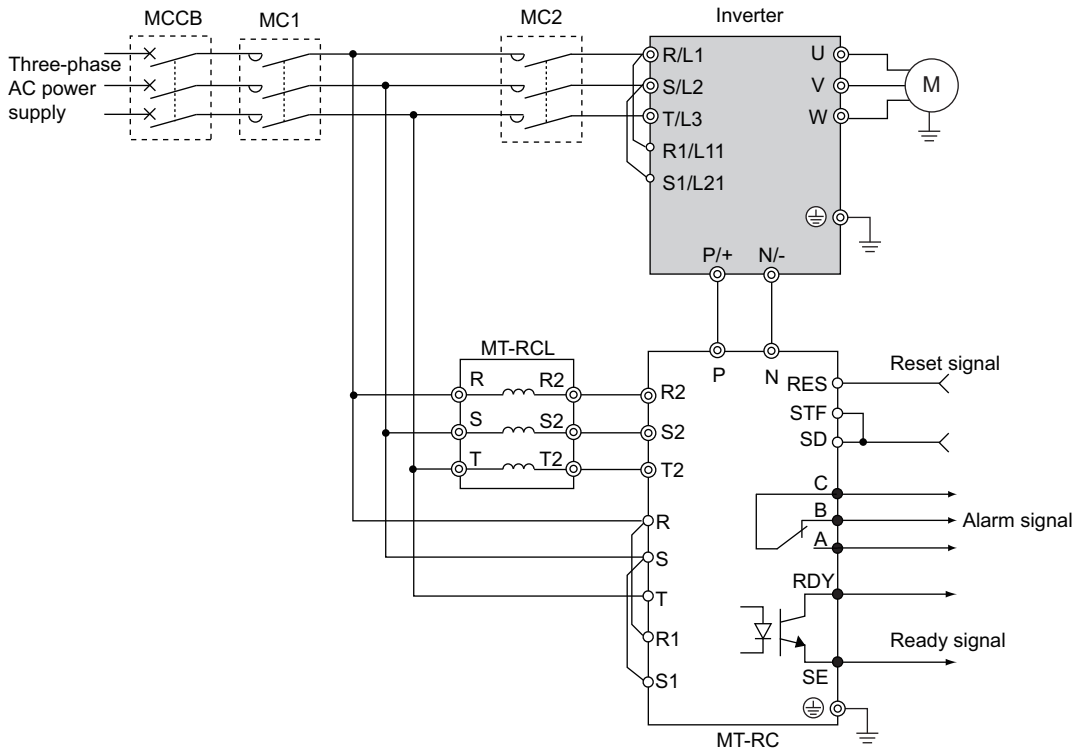 MCCB
MC1
MC2
Inverter
Three-phase
AC power
supply
R/L1
S/L2
T/L3
R1/L11
S1/L21
U
V
W
M
P/+
N/-
MT-RCL
R
R2
S
S2
T
T2
P
N
R2
S2
T2
R
S
T
R1
S1
RES
STF
SD
C
B
A
RDY
SE
Reset signal
Alarm signal
Ready signal
MT-RC